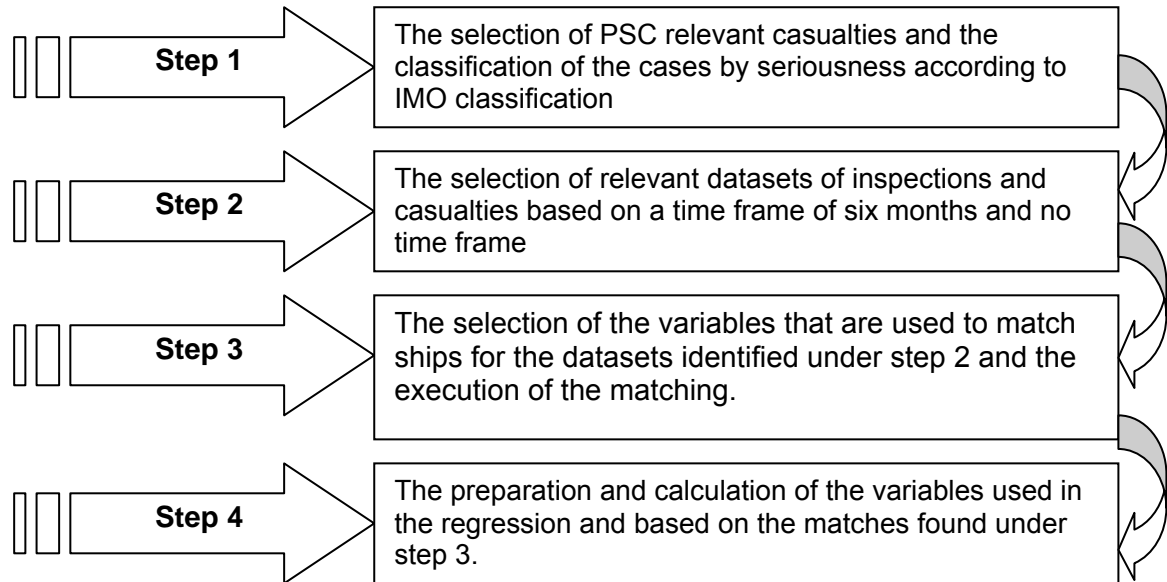 Step 1
The selection of PSC relevant casualties and the
classification of the cases by seriousness according to
IMO classification
Step 2
The selection of relevant datasets of inspections and
casualties based on a time frame of six months and no
time frame
Step 3
The selection of the variables that are used to match
ships for the datasets identified under step 2 and the
execution of the matching.
Step 4
The preparation and calculation of the variables used in
the regression and based on the matches found under
step 3.